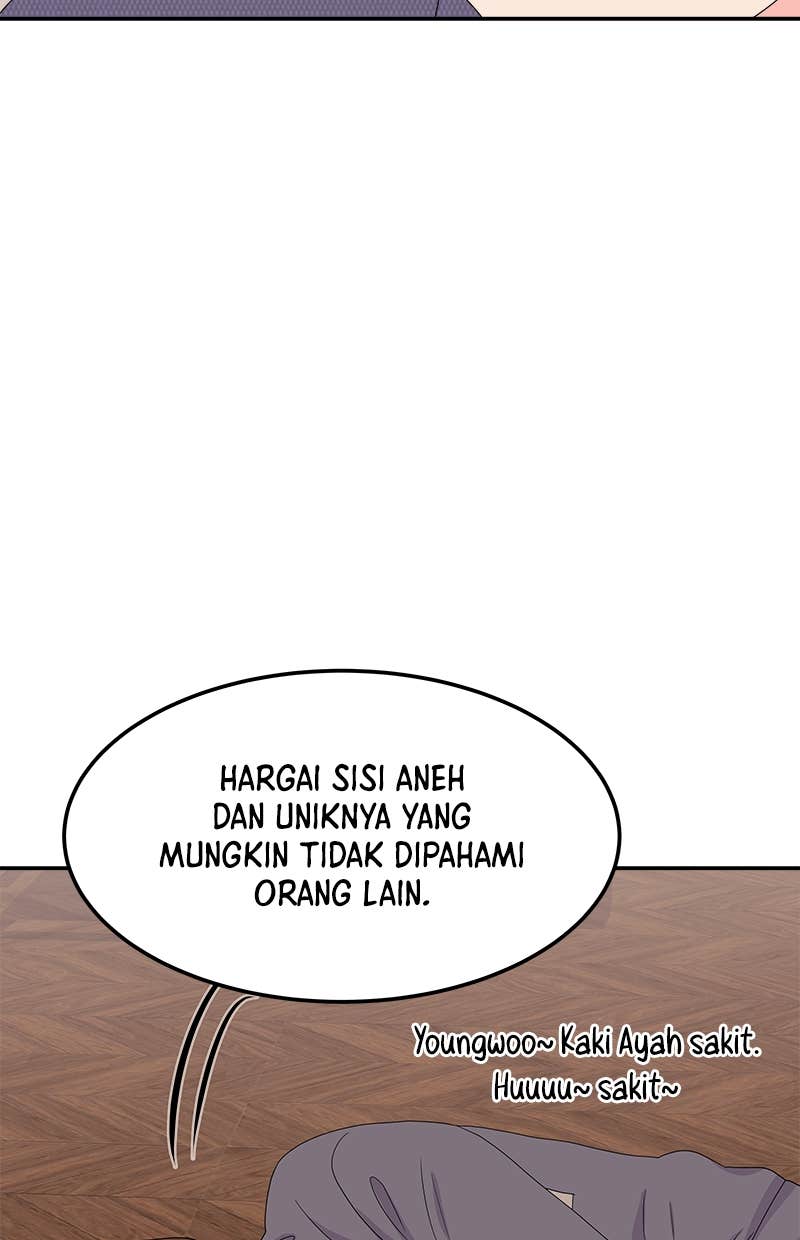 HARGAI SISI ANEH
DAN UNIKNYA YANG
MUNGKIN TIDAK DIPAHAMI
ORANG LAIN.
Youngwoo~ Kaki Ayah sakit.
Huuuu~ sakit~